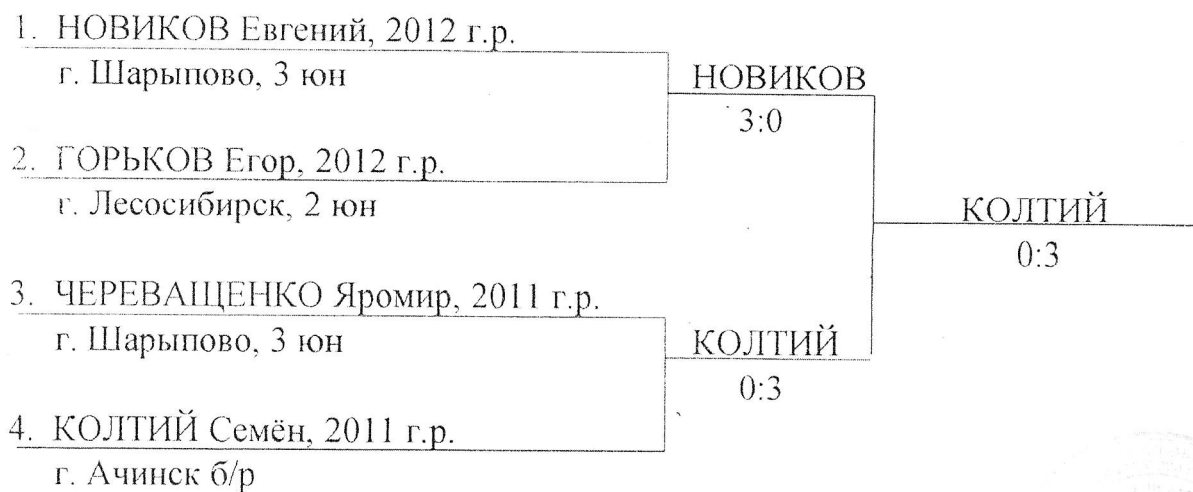 1. НОВИКОВ Евгений, 2012 г.р.
г. Шарыпово, 3 юн
НОВИКОВ
3:0
2. ГОРЬКОВ Егор, 2012 г.р.
г. Лесосибирск, 2 юн
КОЛТИЙ
0:3
3. ЧЕРЕВАЩЕНКО Яромир, 2011 г.р.
г. Шарыпово, 3 юн
КОЛТИЙ
0:3
4. КОЛТИЙ Семён, 2011 г.р.
г. Ачинск б/р